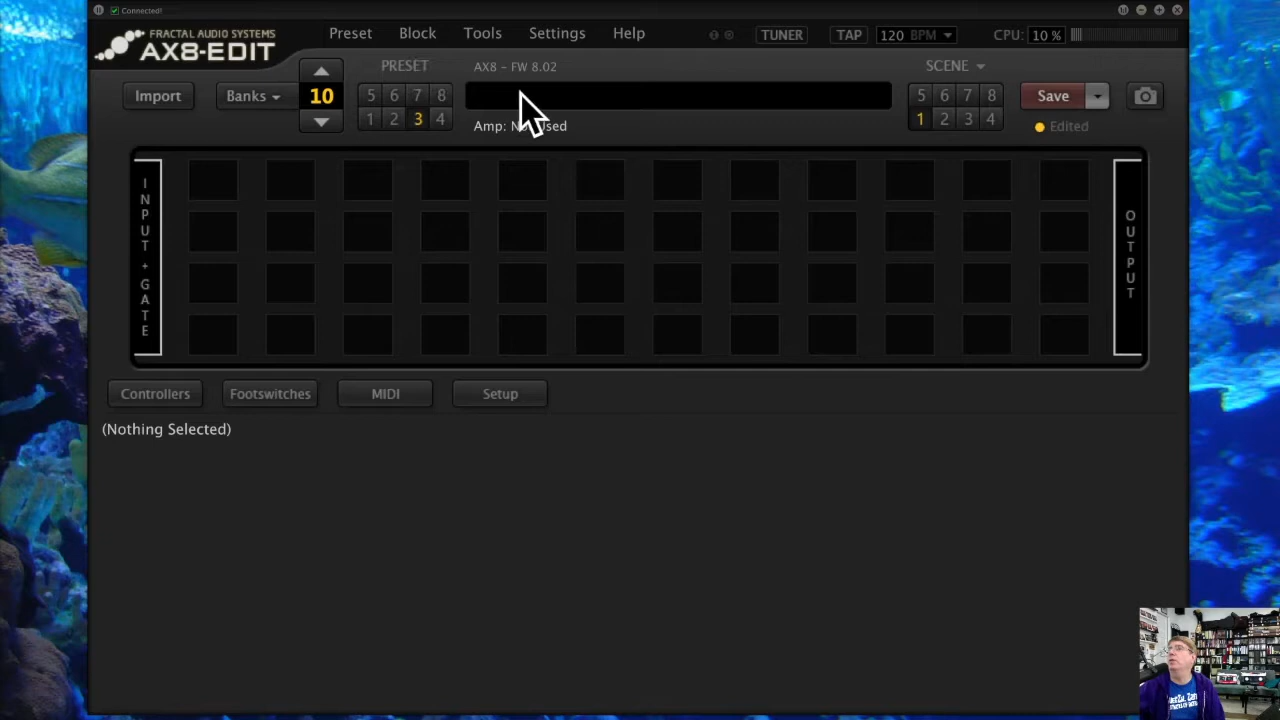 Connected!
FRACTAL AUDIO SYSTEMS
AX8-EDIT
Preset Block Tools Settings Help
TUNER
TAP
120 BPM
CPU: 10 %
Import
Banks
10
PRESET
5 6 7 8
1 2 3 4
AX8 - FW 8.02
Amp: Used
SCENE
5 6 7 8
1 2 3 4
Save
Edited
INPUT + GATE
OUTPUT
Controllers Footswitches MIDI Setup
(Nothing Selected)